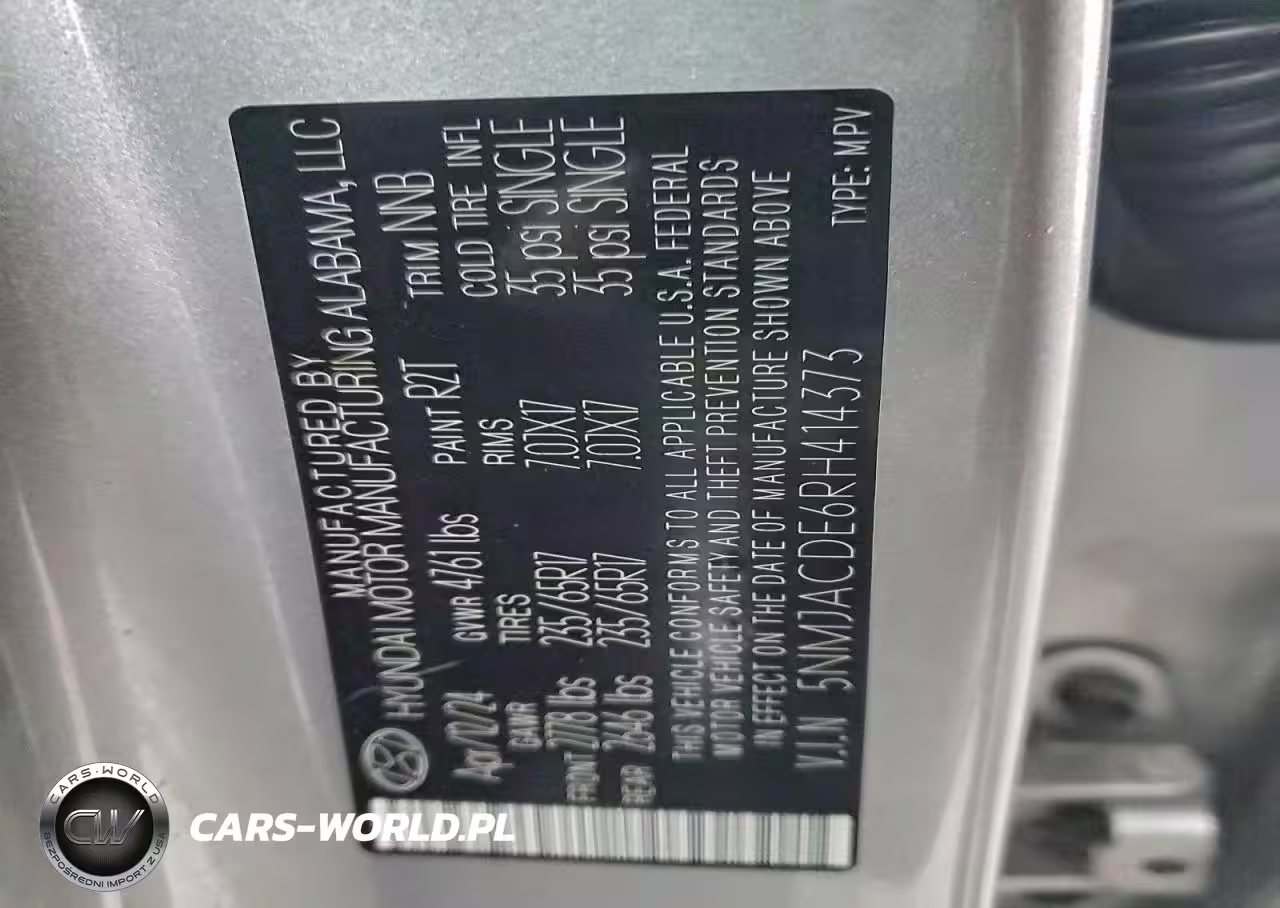 MANUFACTURED BY
HYUNDAI MOTOR MANUFACTURING ALABAMA, LLC
Apr/10/24 GVWR 4761 lbs PAINT R2T TRIM NNB
GAWR TIRES RIMS COLD TIRE INFL
FRONT 2778 lbs 235/65R17 7.0JX17 35 psi SINGLE
REAR 2646 lbs 235/65R17 7.0JX17 35 psi SINGLE
THIS VEHICLE CONFORMS TO ALL APPLICABLE U.S.A. FEDERAL
MOTOR VEHICLE SAFETY AND THEFT PREVENTION STANDARDS
IN EFFECT ON THE DATE OF MANUFACTURE SHOWN ABOVE
V.I.N 5NMJACDE6RH414373 TYPE: MPV
CARS-WORLD
CW
BEZPOŚREDNI IMPORT Z USA
CARS-WORLD.PL